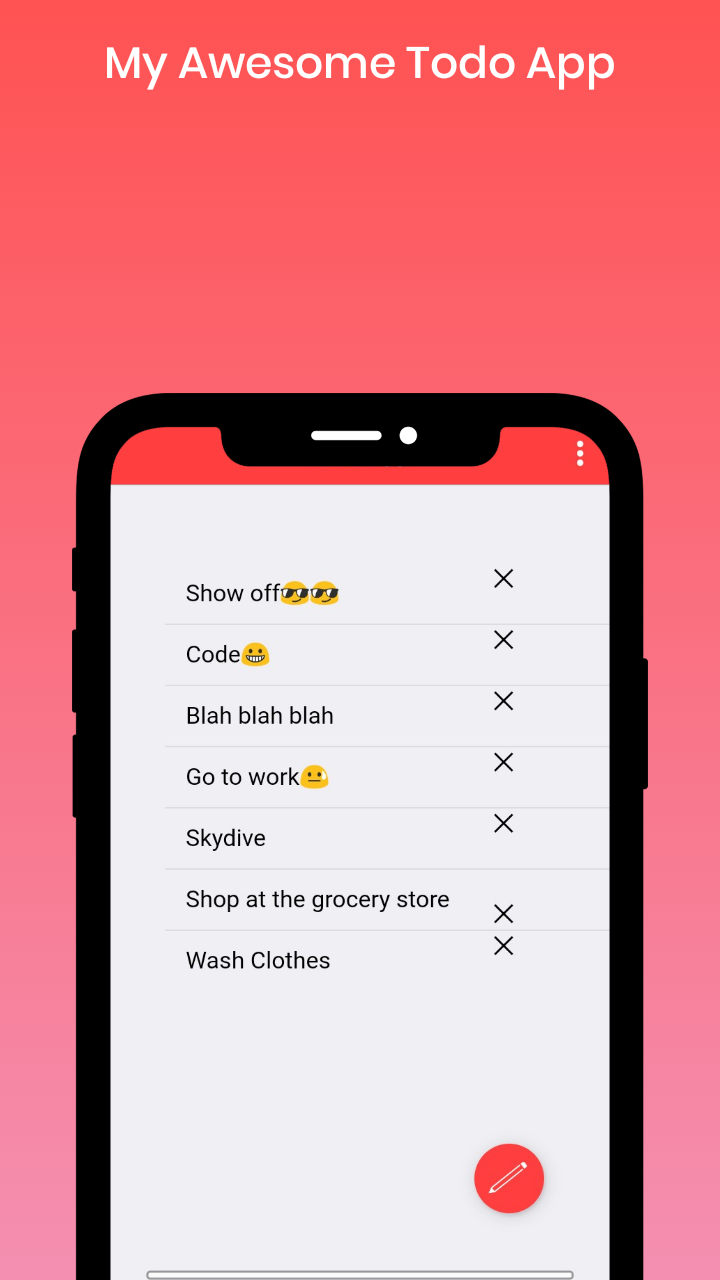 My Awesome Todo App
Show off😎😎
Code😀
Blah blah blah
Go to work😐
Skydive
Shop at the grocery store
Wash Clothes